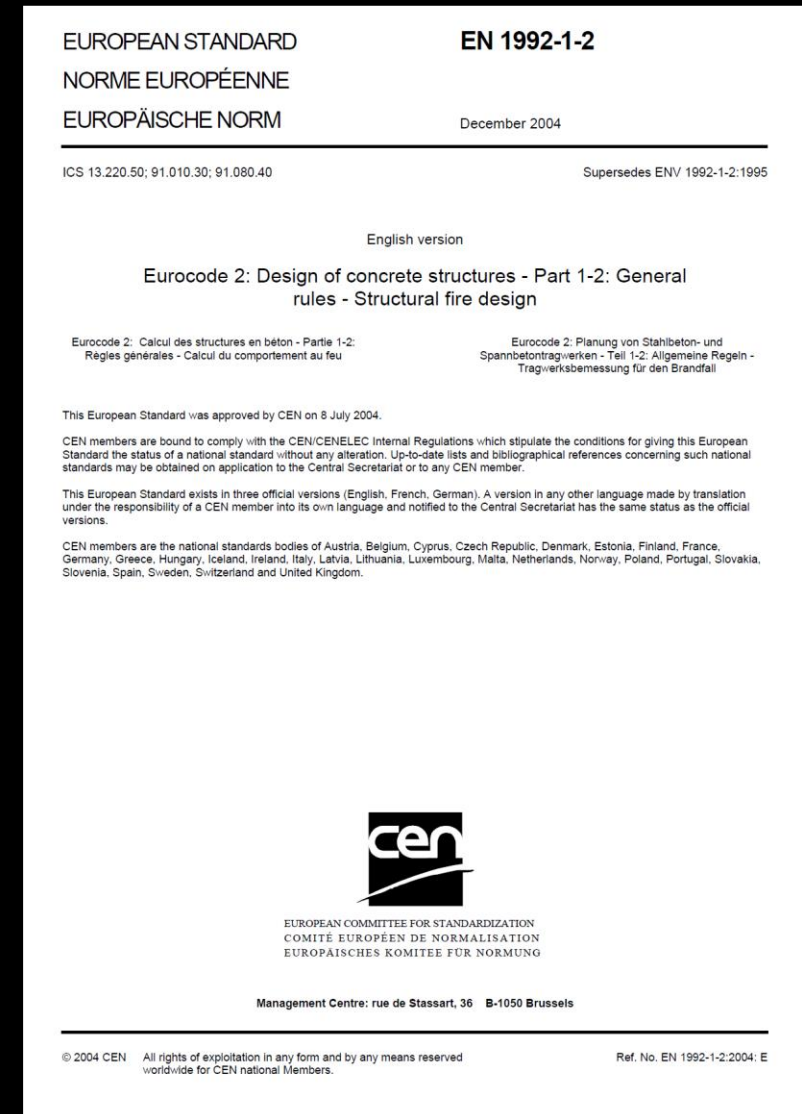 EUROPEAN STANDARD
NORME EUROPÉENNE
EUROPÄISCHE NORM
EN 1992-1-2
December 2004
ICS 13.220.50; 91.010.30; 91.080.40
Supersedes ENV 1992-1-2:1995
English version
Eurocode 2: Design of concrete structures - Part 1-2: General
rules - Structural fire design
Eurocode 2: Calcul des structures en béton - Partie 1-2:
Règles générales - Calcul du comportement au feu
Eurocode 2: Planung von Stahlbeton- und
Spannbetontragwerken - Teil 1-2: Allgemeine Regeln -
Tragwerksbemessung für den Brandfall
This European Standard was approved by CEN on 8 July 2004.
CEN members are bound to comply with the CEN/CENELEC Internal Regulations which stipulate the conditions for giving this European
Standard the status of a national standard without any alteration. Up-to-date lists and bibliographical references concerning such national
standards may be obtained on application to the Central Secretariat or to any CEN member.
This European Standard exists in three official versions (English, French, German). A version in any other language made by translation
under the responsibility of a CEN member into its own language and notified to the Central Secretariat has the same status as the official
versions.
CEN members are the national standards bodies of Austria, Belgium, Cyprus, Czech Republic, Denmark, Estonia, Finland, France,
Germany, Greece, Hungary, Iceland, Ireland, Italy, Latvia, Lithuania, Luxembourg, Malta, Netherlands, Norway, Poland, Portugal, Slovakia,
Slovenia, Spain, Sweden, Switzerland and United Kingdom.
cen
EUROPEAN COMMITTEE FOR STANDARDIZATION
COMITÉ EUROPÉEN DE NORMALISATION
EUROPÄISCHES KOMITEE FÜR NORMUNG
Management Centre: rue de Stassart, 36 B-1050 Brussels
© 2004 CEN All rights of exploitation in any form and by any means reserved
worldwide for CEN national Members.
Ref. No. EN 1992-1-2:2004: E